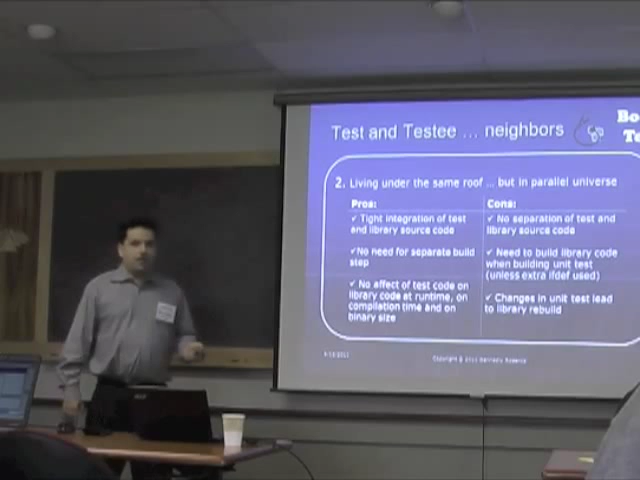 Test and Testee ... neighbors
Bo
Te
2. Living under the same roof ... but in parallel universe
Pros:
✓ Tight integration of test
and library source code
✓No need for separate build
step
✓ No affect of test code on
library code at runtime, on
compilation time and on
binary size
Cons:
✓ No separation of test and
library source code
✓ Need to build library code
when building unit test
(unless extra ifdef used)
✓ Changes in unit test lead
to library rebuild
Copyright ©